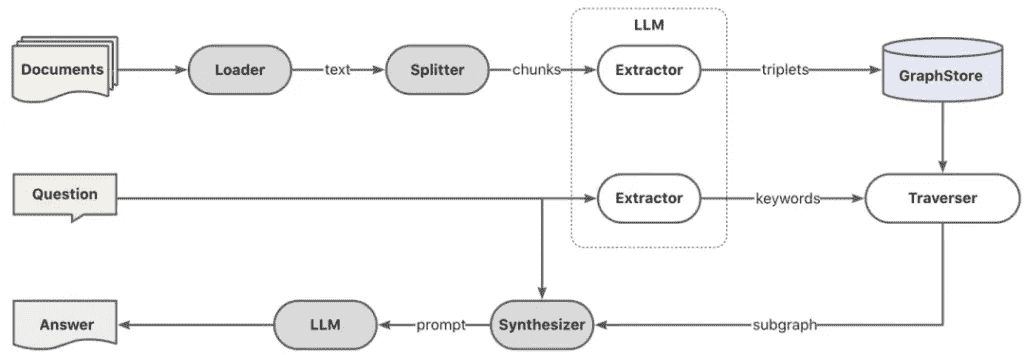 LLM
Documents
Loader
text
Splitter
chunks
Extractor
triplets
GraphStore
Question
Extractor
keywords
Traverser
Answer
LLM
prompt
Synthesizer
subgraph